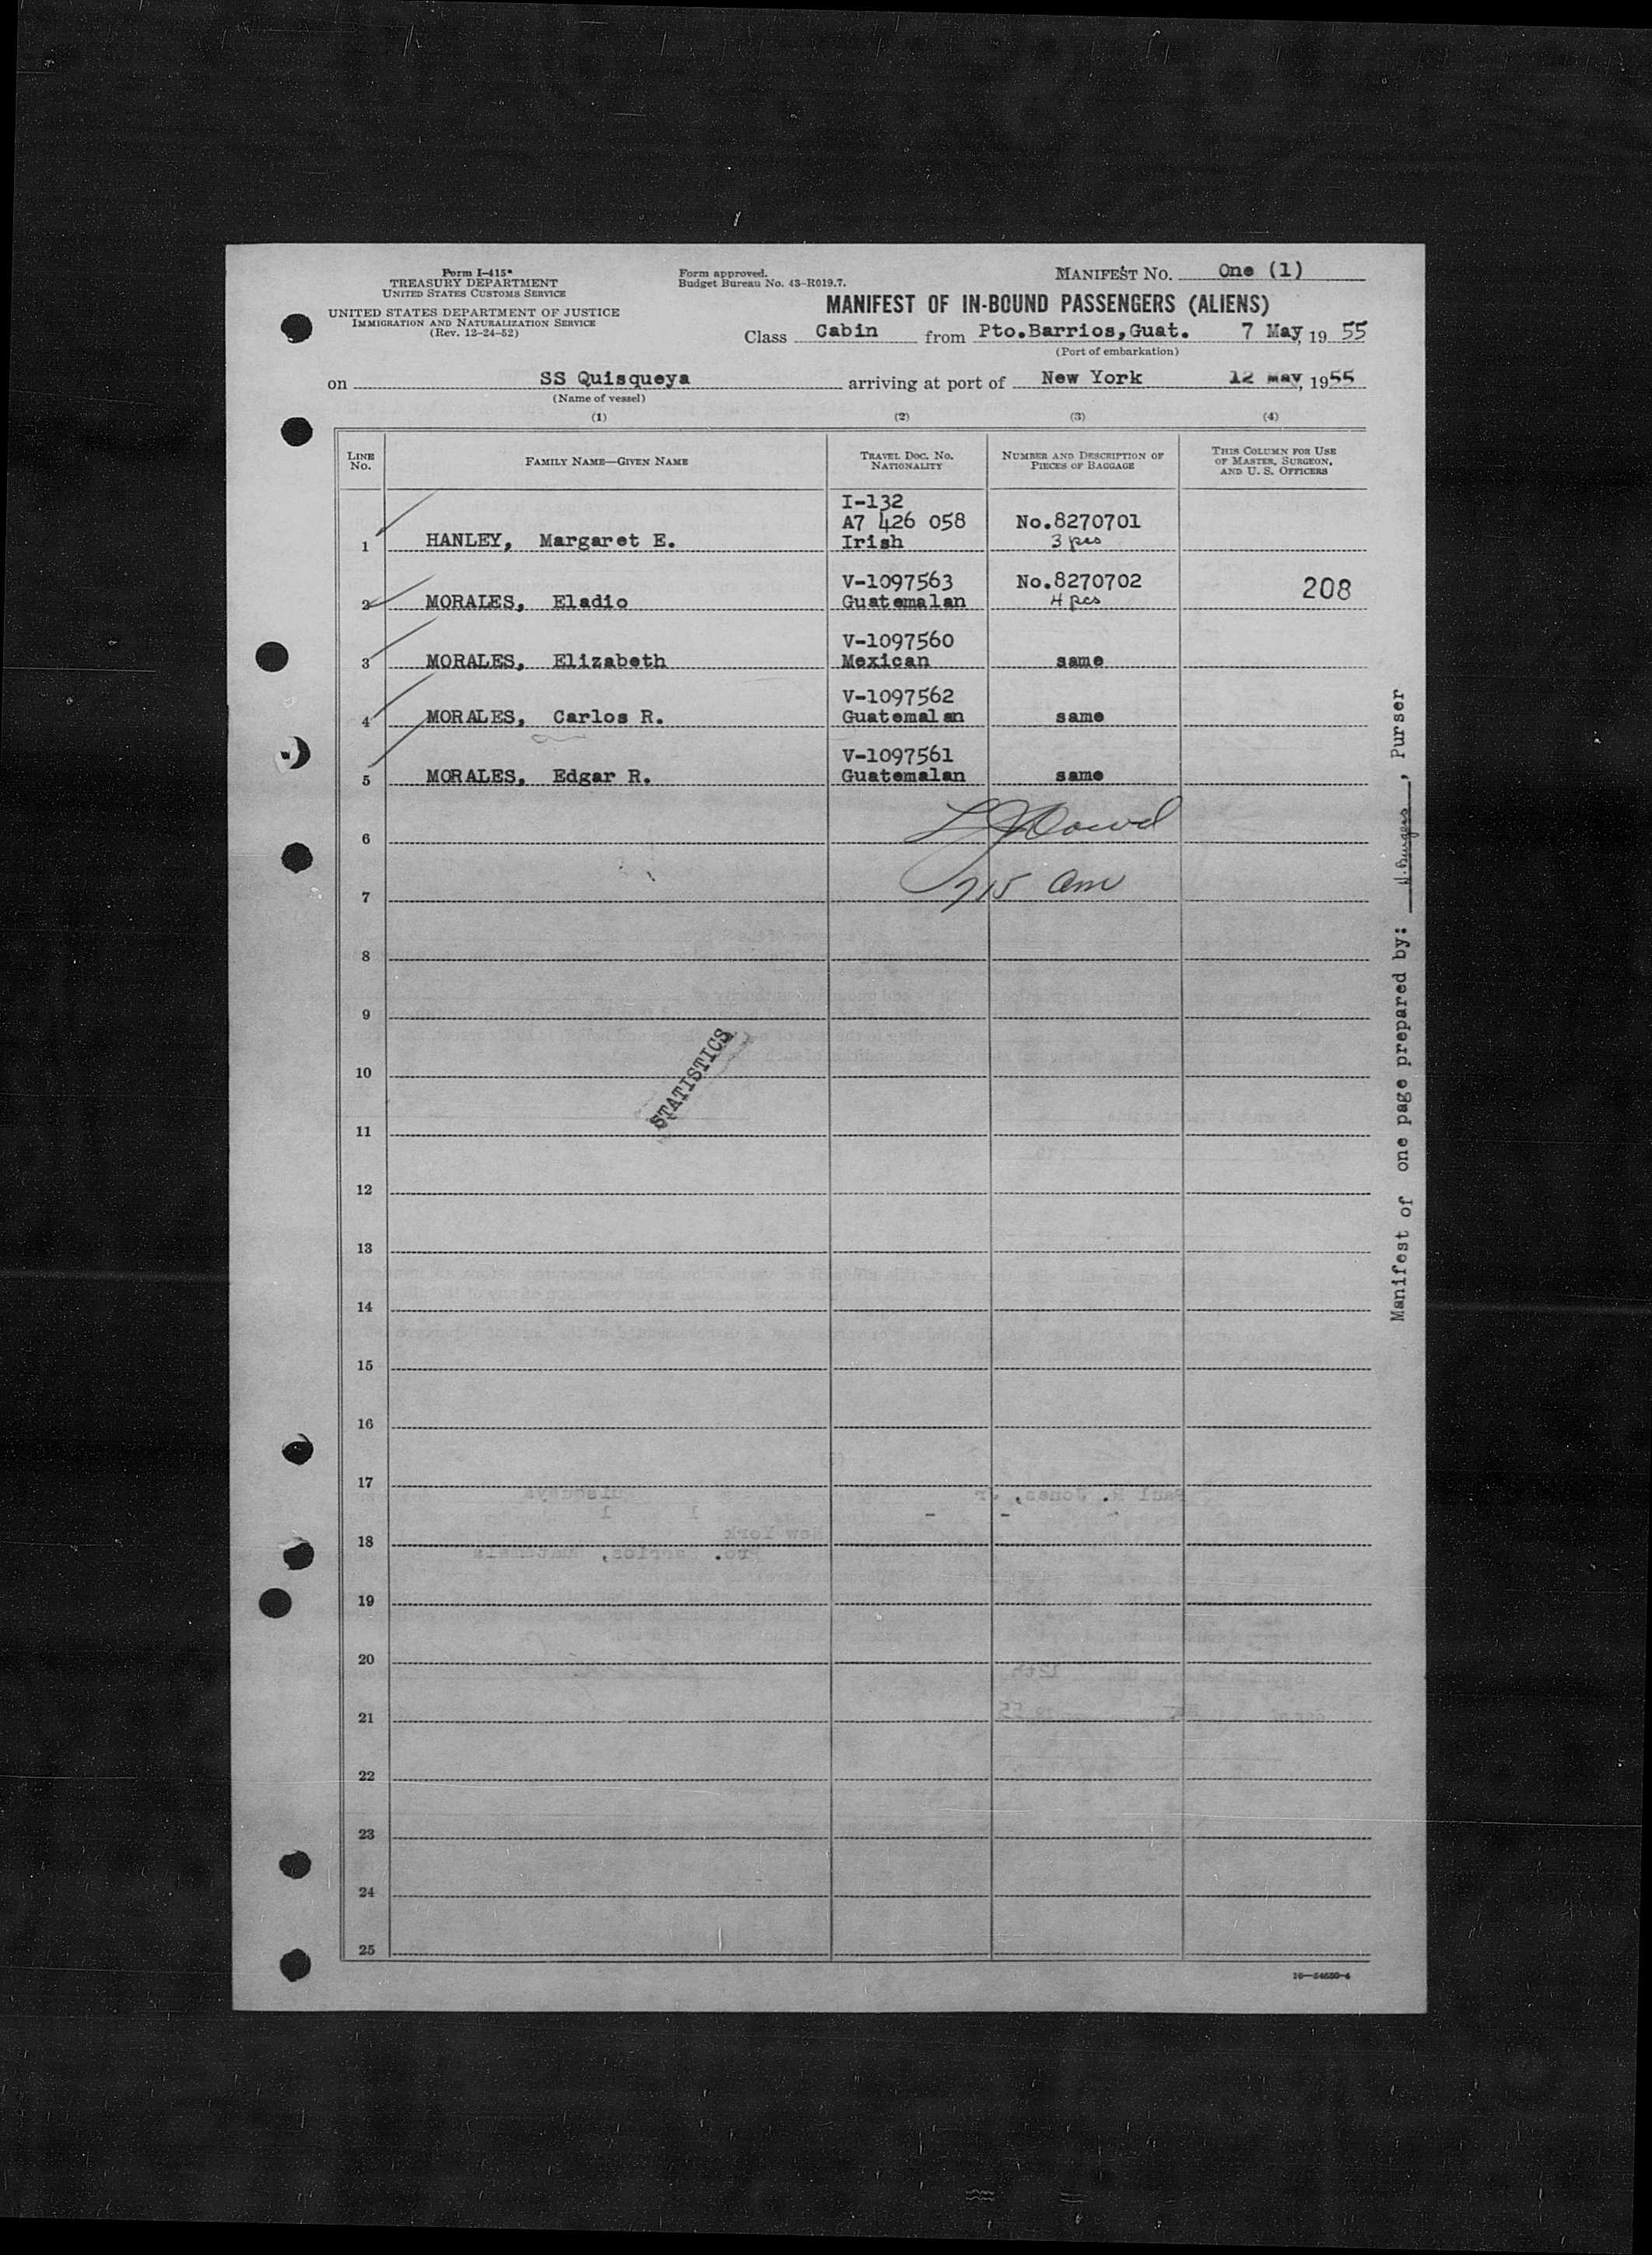 Form I-415*
TREASURY DEPARTMENT
UNITED STATES CUSTOMS SERVICE
UNITED STATES DEPARTMENT OF JUSTICE
IMMIGRATION AND NATURALIZATION SERVICE
(Rev. 12-24-52)
Form approved.
Budget Bureau No. 43-R019.7.
MANIFEST NO. One (1)
MANIFEST OF IN-BOUND PASSENGERS (ALIENS)
Class Cabin from Pto.Barrios,Guat. 7 May, 1955
(Port of embarkation)
on SS Quisqueya arriving at port of New York 12 May, 1955
(Name of vessel)
(1) (2) (3) (4)
LINE NO. FAMILY NAME—GIVEN NAME TRAVEL DOC. NO. NATIONALITY NUMBER AND DESCRIPTION OF PIECES OF BAGGAGE THIS COLUMN FOR USE OF MASTER, SURGEON, AND U. S. OFFICERS
I-132
A7 426 058 No.8270701
1 HANLEY, Margaret E. Irish 3 pcs
V-1097563 No.8270702 208
2 MORALES, Eladio Guatemalan 4 pcs
V-1097560
3 MORALES, Elizabeth Mexican same
V-1097562
4 MORALES, Carlos R. Guatemalan same
V-1097561
5 MORALES, Edgar R. Guatemalan same
6
7 715 am
8
9
10
STATISTICS
11
12
13
14
15
16
17
18
19
20
21
22
23
24
25
16—54650-4
Manifest of one page prepared by: , Purser